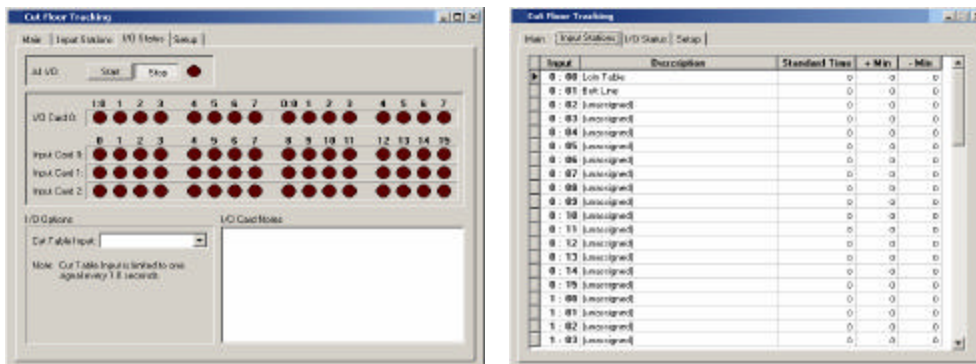 Cut Floor Tracking
Main Input Stations I/O Status Setup
All I/O: Start Stop
I:0 1 2 3 4 5 6 7 O:0 1 2 3 4 5 6 7
I/O Card 0:
0 1 2 3 4 5 6 7 8 9 10 11 12 13 14 15
Input Card 0:
Input Card 1:
Input Card 2:
I/O Options
Cut Table Input:
Note: Cut Table Input is limited to one
signal every 1.8 seconds.
I/O Card Notes
Cut Floor Tracking
Main Input Stations I/O Status Setup
Input Description Standard Time + Min - Min
0 : 00 Loin Table 0 0 0
0 : 01 Butt Line 0 0 0
0 : 02 (unassigned) 0 0 0
0 : 03 (unassigned) 0 0 0
0 : 04 (unassigned) 0 0 0
0 : 05 (unassigned) 0 0 0
0 : 06 (unassigned) 0 0 0
0 : 07 (unassigned) 0 0 0
0 : 08 (unassigned) 0 0 0
0 : 09 (unassigned) 0 0 0
0 : 10 (unassigned) 0 0 0
0 : 11 (unassigned) 0 0 0
0 : 12 (unassigned) 0 0 0
0 : 13 (unassigned) 0 0 0
0 : 14 (unassigned) 0 0 0
0 : 15 (unassigned) 0 0 0
1 : 00 (unassigned) 0 0 0
1 : 01 (unassigned) 0 0 0
1 : 02 (unassigned) 0 0 0
1 : 03 (unassigned) 0 0 0